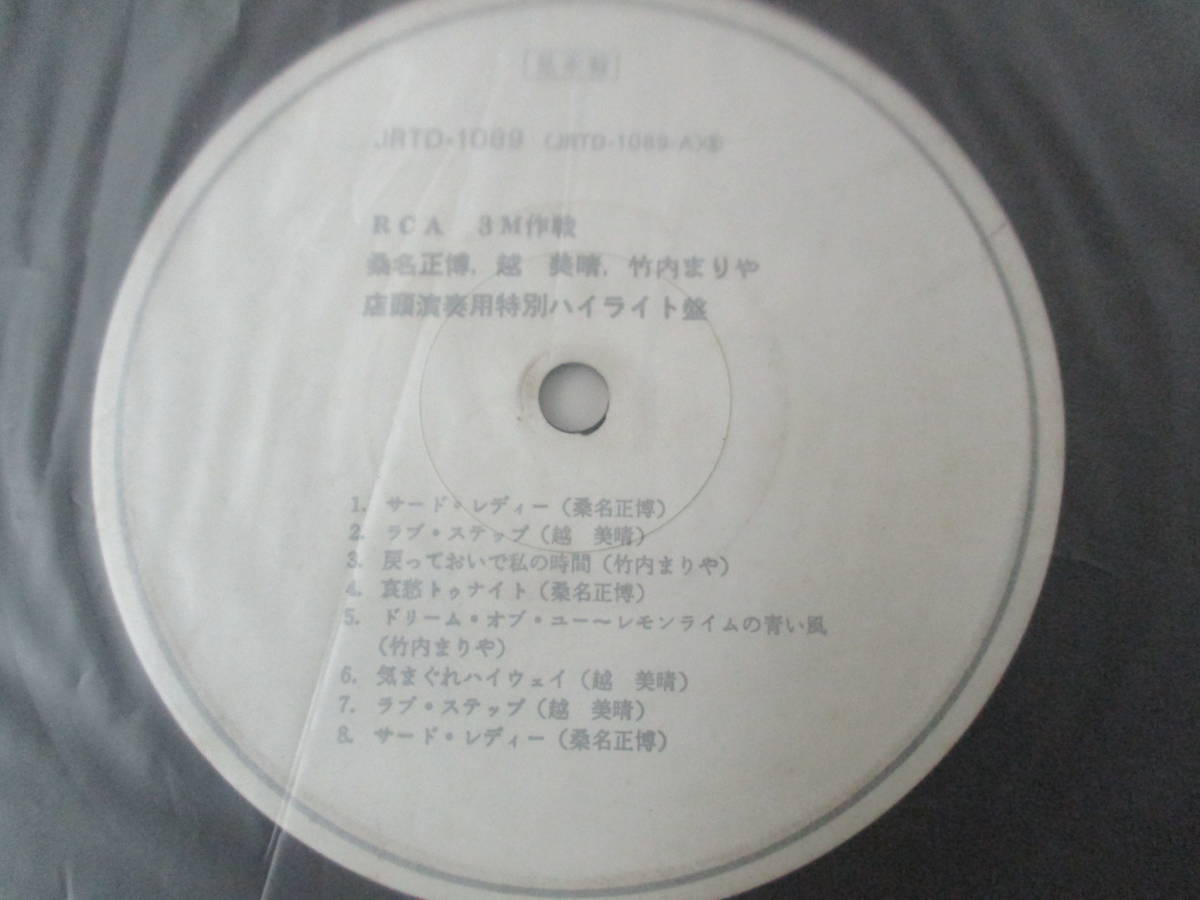 見本盤
JRTD-1089 (JRTD-1089-A)
RCA 3M作戦
桑名正博, 越 美晴, 竹内まりや
店頭演奏用特別ハイライト盤
1. サード・レディー(桑名正博)
2. ラブ・ステップ(越 美晴)
3. 戻っておいで私の時間(竹内まりや)
4. 哀愁トゥナイト(桑名正博)
5. ドリーム・オブ・ユー〜レモンライムの青い風
(竹内まりや)
6. 気まぐれハイウェイ(越 美晴)
7. ラブ・ステップ(越 美晴)
8. サード・レディー(桑名正博)